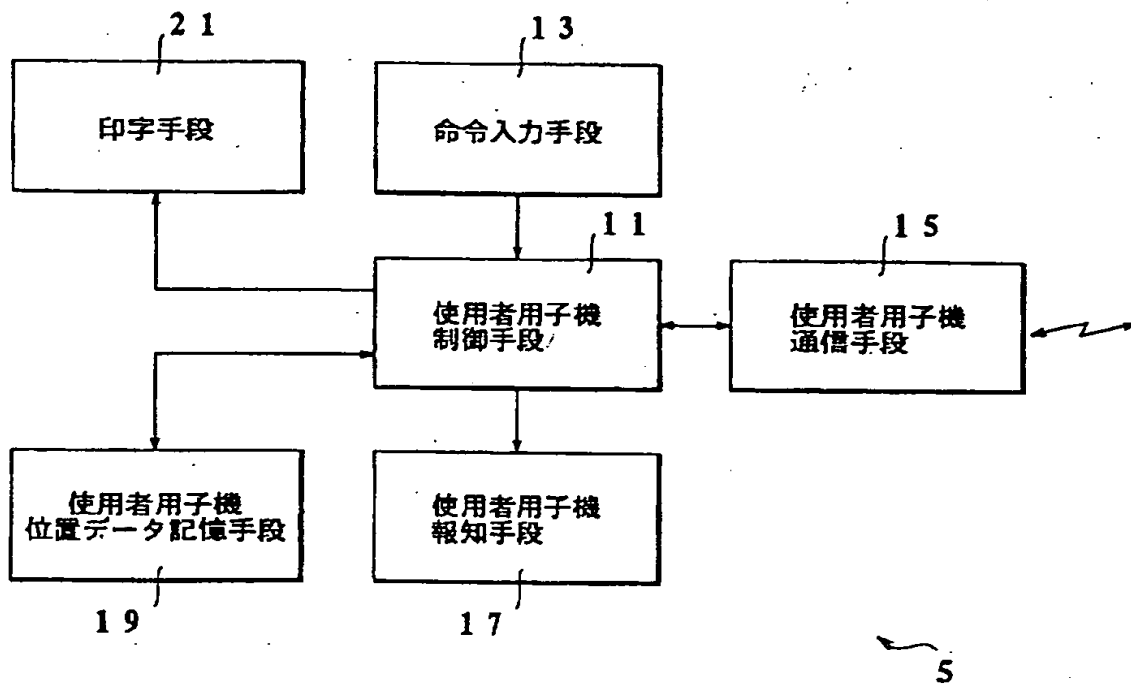 21
13
印字手段
命令入力手段
11
15
使用者用子機
制御手段
使用者用子機
通信手段
使用者用子機
位置データ記憶手段
使用者用子機
報知手段
19
17
5